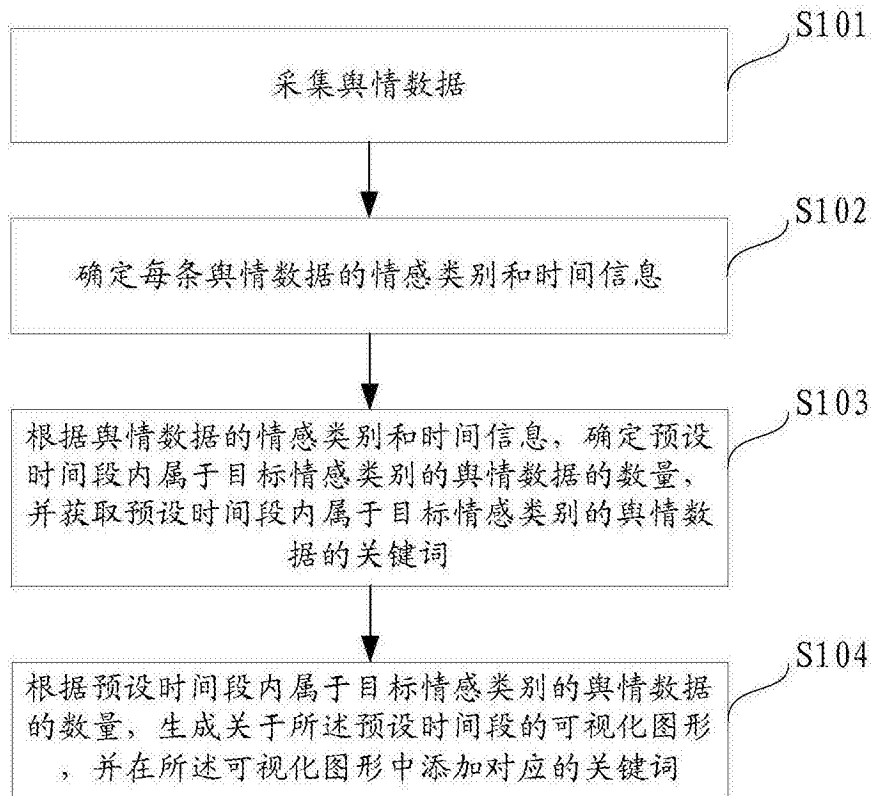 S101
采集舆情数据
S102
确定每条舆情数据的情感类别和时间信息
S103
根据舆情数据的情感类别和时间信息，确定预设
时间段内属于目标情感类别的舆情数据的数量，
并获取预设时间段内属于目标情感类别的舆情数
据的关键词
S104
根据预设时间段内属于目标情感类别的舆情数据
的数量，生成关于所述预设时间段的可视化图形
，并在所述可视化图形中添加对应的关键词